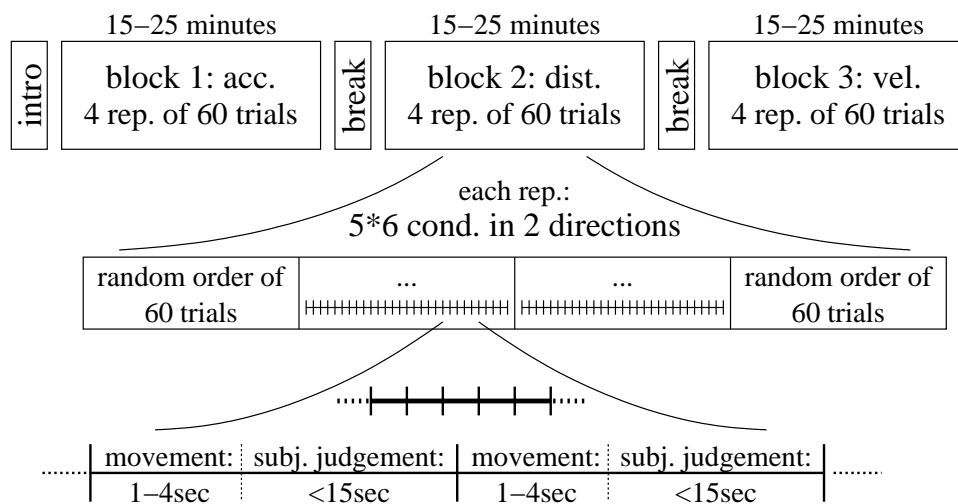 15–25 minutes
15–25 minutes
15–25 minutes
intro
block 1: acc.
4 rep. of 60 trials
break
block 2: dist.
4 rep. of 60 trials
break
block 3: vel.
4 rep. of 60 trials
each rep.:
5*6 cond. in 2 directions
random order of
60 trials
...
...
random order of
60 trials
movement:
subj. judgement:
movement:
subj. judgement:
1–4sec
<15sec
1–4sec
<15sec